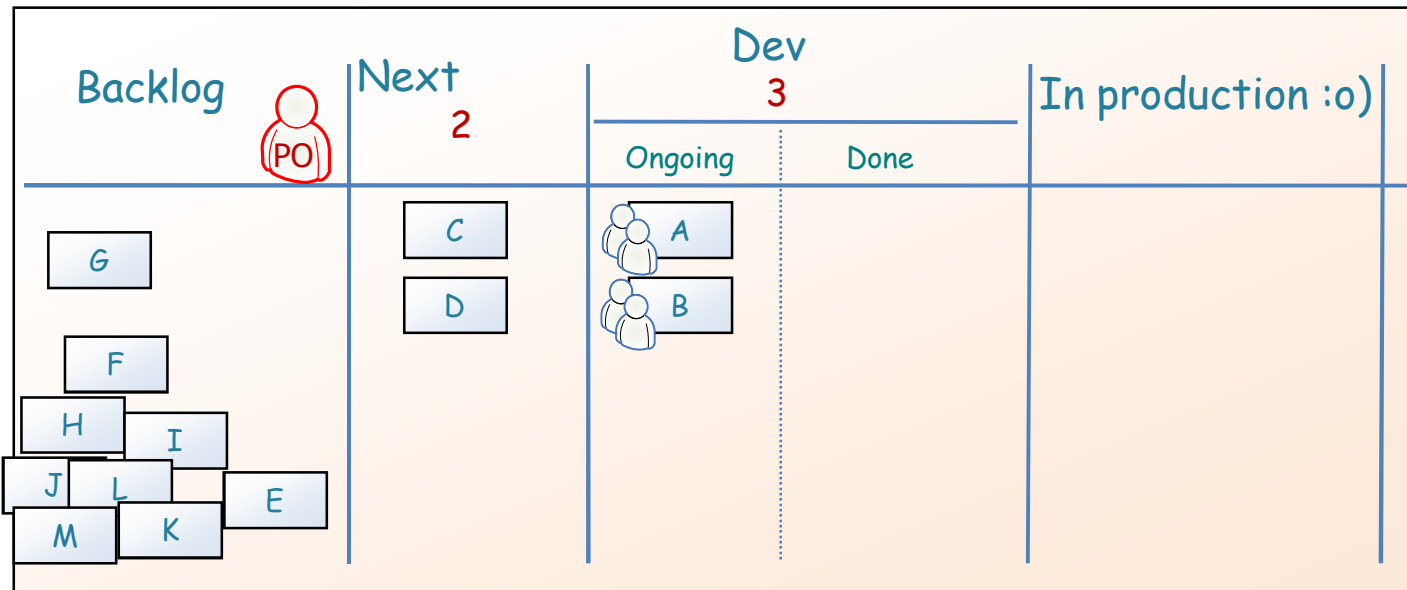 Dev
Backlog
Next
3
In production :o)
2
PO
Ongoing
Done
G
C
A
D
B
F
H
I
J
L
E
M
K